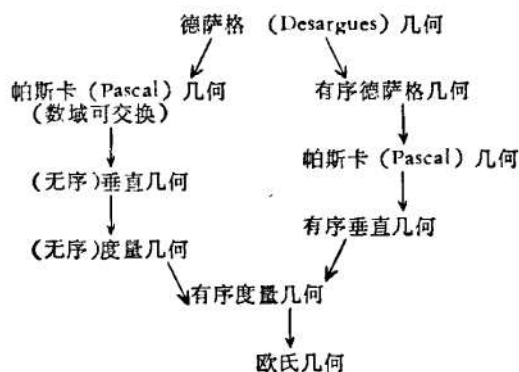 德萨格 (Desargues) 几何
帕斯卡 (Pascal) 几何
(数域可交换)
有序德萨格几何
帕斯卡 (Pascal) 几何
(无序)垂直几何
有序垂直几何
(无序)度量几何
有序度量几何
欧氏几何